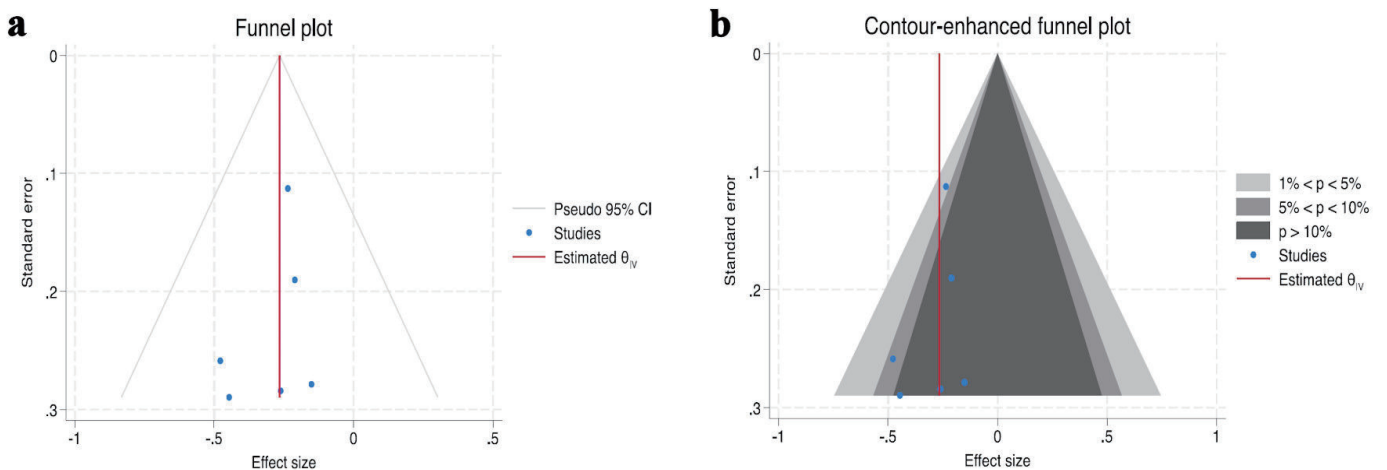 a
Funnel plot
0
.1
.2
.3
Standard error
-1
-.5
0
.5
Effect size
Pseudo 95% CI
Studies
Estimated θIV
b
Contour-enhanced funnel plot
0
.1
.2
.3
Standard error
-1
-.5
0
.5
1
Effect size
1% < p < 5%
5% < p < 10%
p > 10%
Studies
Estimated θIV